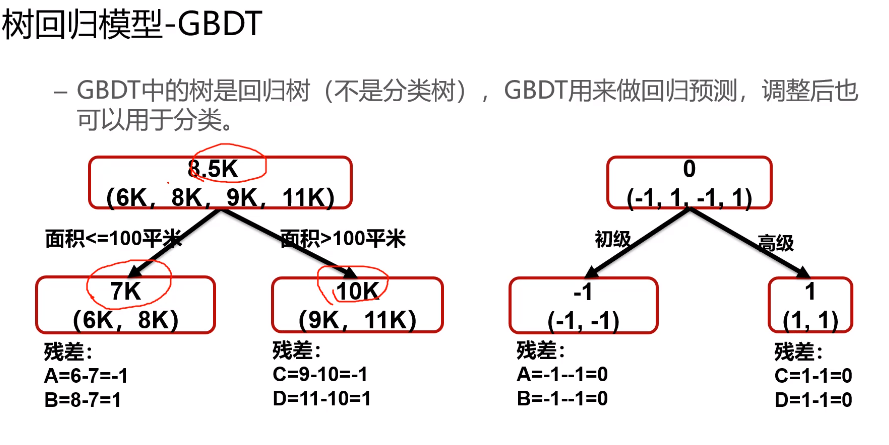 树回归模型-GBDT
– GBDT中的树是回归树（不是分类树），GBDT用来做回归预测，调整后也
可以用于分类。
8.5K
（6K，8K，9K，11K）
面积<=100平米
面积>100平米
7K
（6K，8K）
10K
（9K，11K）
残差：
A=6-7=-1
B=8-7=1
残差：
C=9-10=-1
D=11-10=1
0
(-1, 1, -1, 1)
初级
高级
-1
(-1, -1)
1
(1, 1)
残差：
A=-1--1=0
B=-1--1=0
残差：
C=1-1=0
D=1-1=0